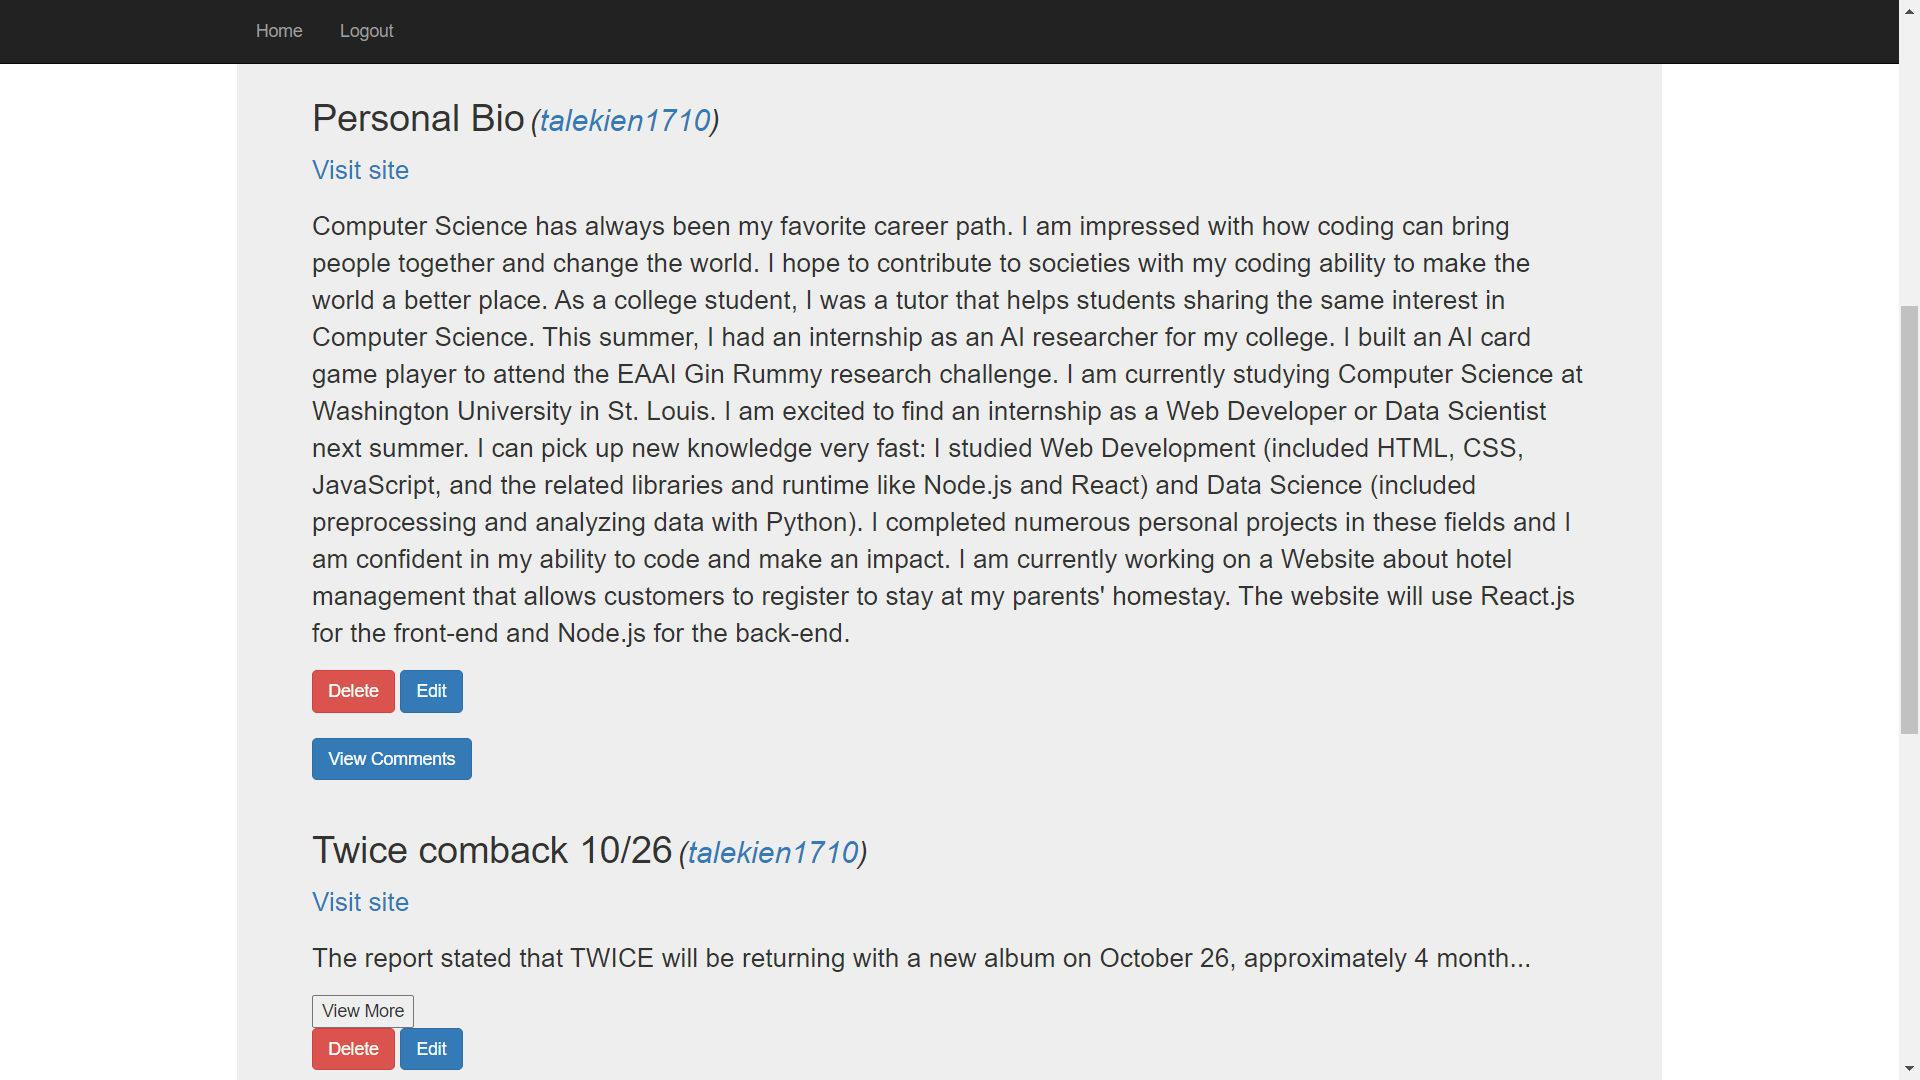 Home Logout
Personal Bio (talekien1710)
Visit site
Computer Science has always been my favorite career path. I am impressed with how coding can bring
people together and change the world. I hope to contribute to societies with my coding ability to make the
world a better place. As a college student, I was a tutor that helps students sharing the same interest in
Computer Science. This summer, I had an internship as an AI researcher for my college. I built an AI card
game player to attend the EAAI Gin Rummy research challenge. I am currently studying Computer Science at
Washington University in St. Louis. I am excited to find an internship as a Web Developer or Data Scientist
next summer. I can pick up new knowledge very fast: I studied Web Development (included HTML, CSS,
JavaScript, and the related libraries and runtime like Node.js and React) and Data Science (included
preprocessing and analyzing data with Python). I completed numerous personal projects in these fields and I
am confident in my ability to code and make an impact. I am currently working on a Website about hotel
management that allows customers to register to stay at my parents' homestay. The website will use React.js
for the front-end and Node.js for the back-end.
Delete Edit
View Comments
Twice comback 10/26 (talekien1710)
Visit site
The report stated that TWICE will be returning with a new album on October 26, approximately 4 month...
View More
Delete Edit